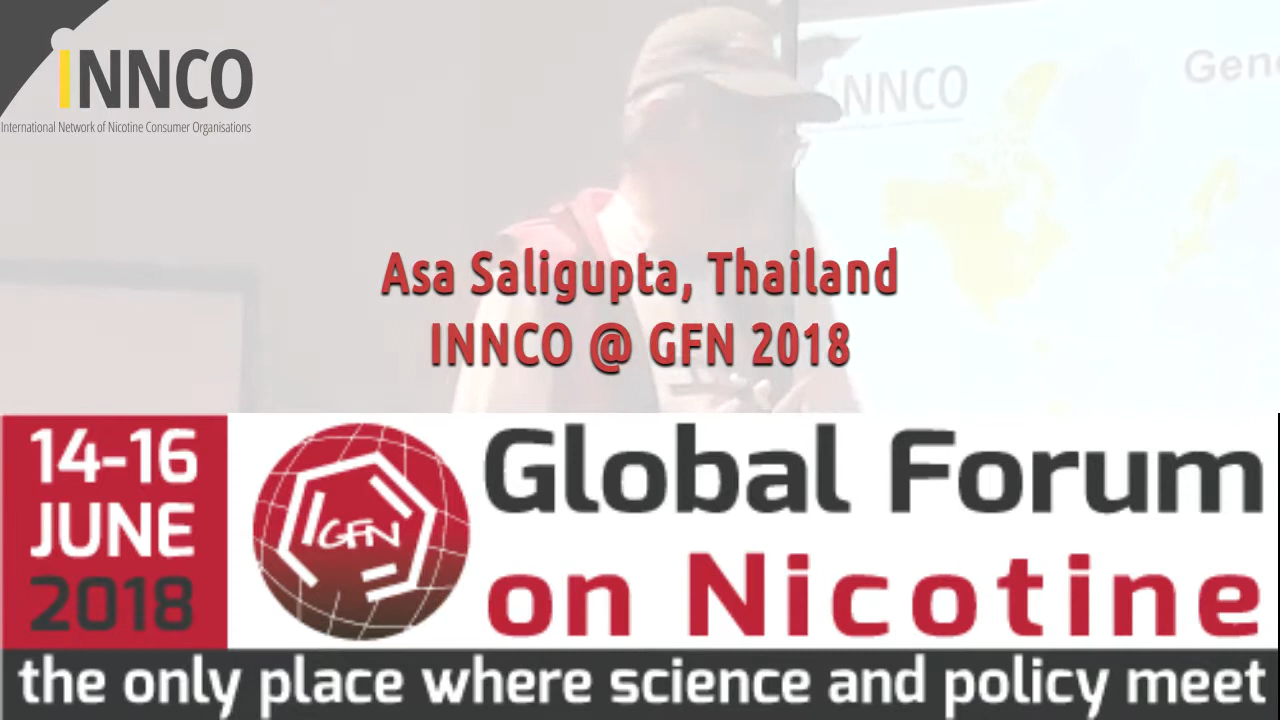 iNNCO
International Network of Nicotine Consumer Organisations
iNNCO
Asa Saligupta, Thailand
INNCO @ GFN 2018
14-16
JUNE
2018
GFN
Global Forum
on Nicotine
the only place where science and policy meet